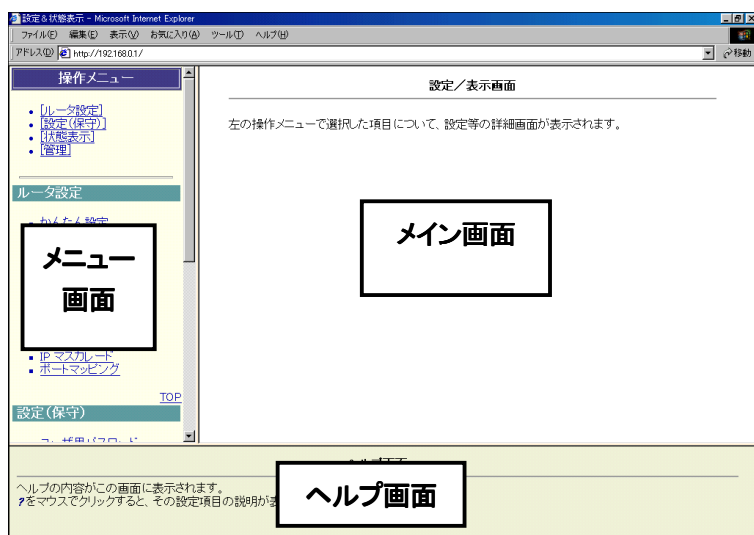 設定&状態表示 - Microsoft Internet Explorer
ファイル(F) 編集(E) 表示(V) お気に入り(A) ツール(T) ヘルプ(H)
アドレス(D) http://192.168.0.1/ 移動
操作メニュー
[ルータ設定]
[設定(保守)]
[状態表示]
[管理]
ルータ設定
かんたん設定
メニュー
画面
IP マスカレード
ポートマッピング
TOP
設定(保守)
設定/表示画面
左の操作メニューで選択した項目について、設定等の詳細画面が表示されます。
メイン画面
ヘルプの内容がこの画面に表示されます。
?をマウスでクリックすると、その設定項目の説明が
ヘルプ画面